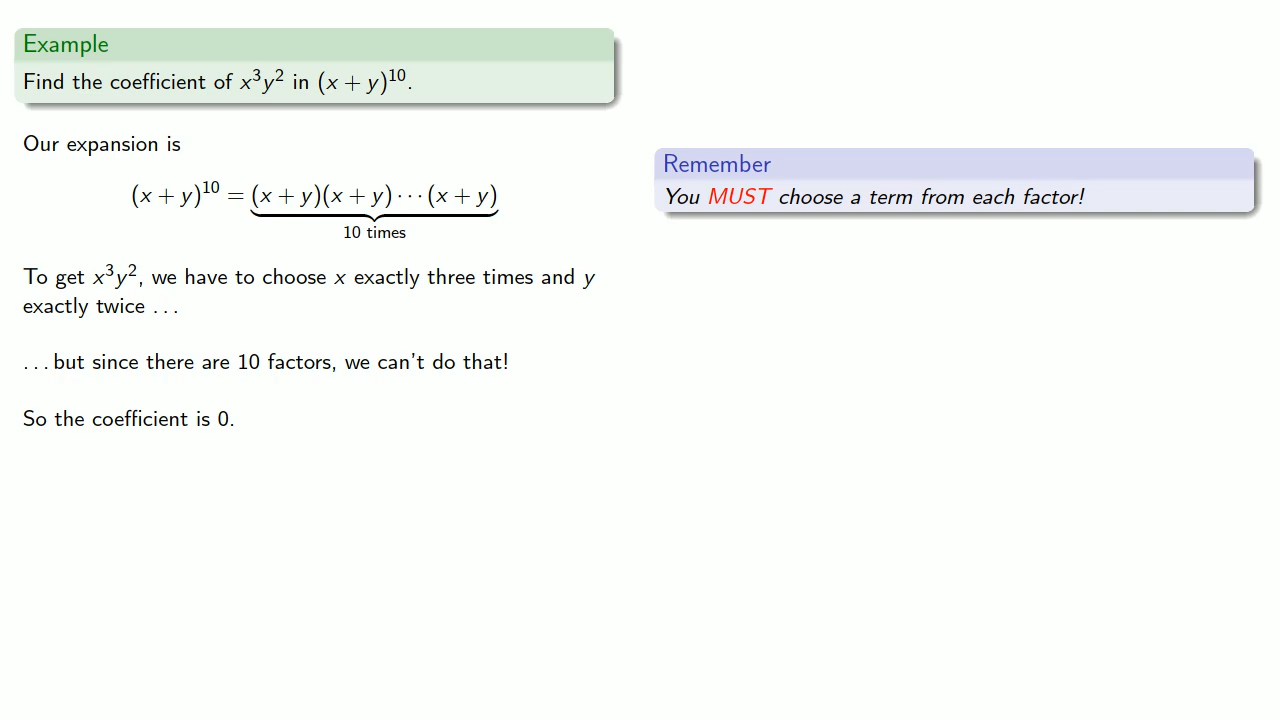 Example
Find the coefficient of x³y² in (x + y)¹⁰.
Our expansion is
(x + y)¹⁰ = (x + y)(x + y) ··· (x + y)
10 times
To get x³y², we have to choose x exactly three times and y
exactly twice ...
...but since there are 10 factors, we can't do that!
So the coefficient is 0.
Remember
You MUST choose a term from each factor!